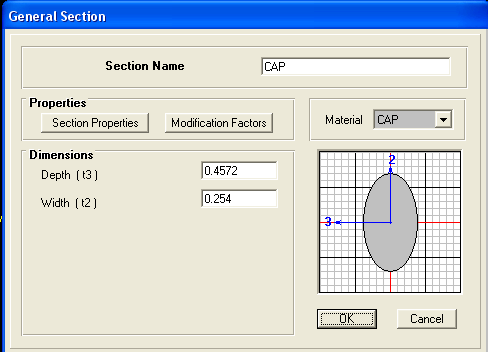 General Section
Section Name CAP
Properties
Section Properties Modification Factors
Material CAP
Dimensions
Depth ( t3 ) 0.4572
Width ( t2 ) 0.254
2
3
OK Cancel